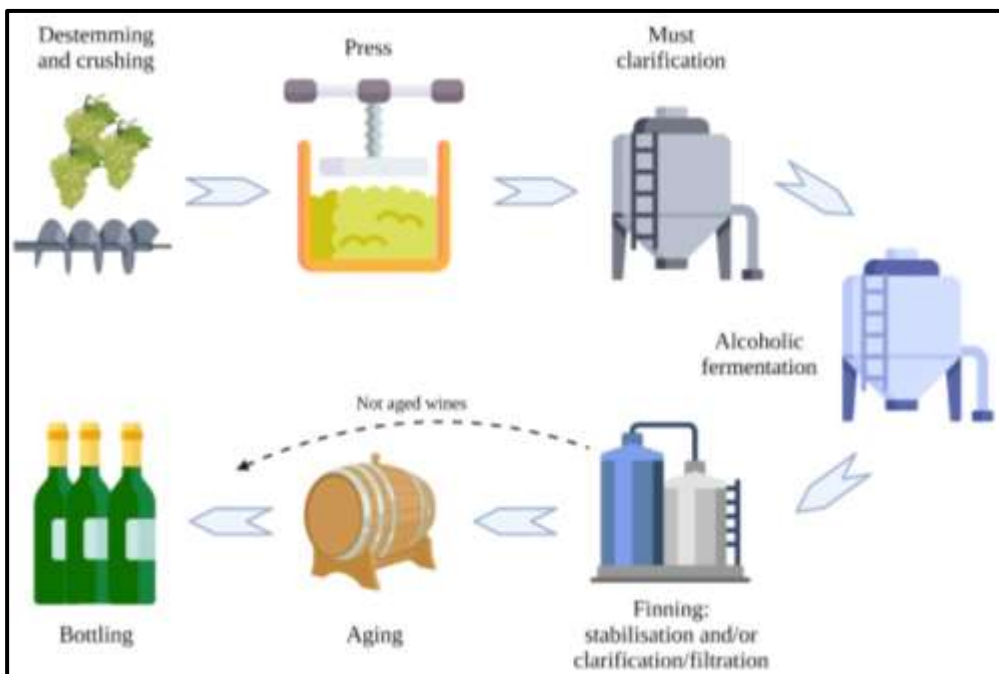 Destemming
and crushing
Press
Must
clarification
Alcoholic
fermentation
Not aged wines
Bottling
Aging
Finning:
stabilisation and/or
clarification/filtration